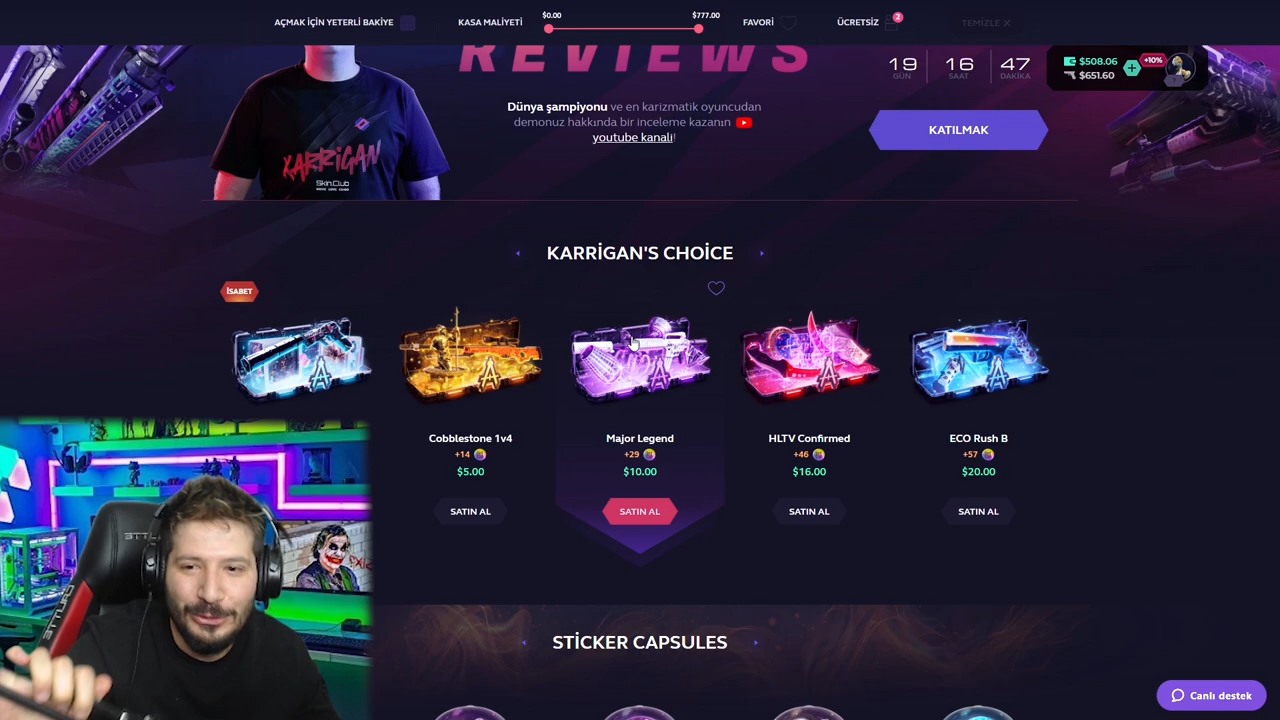 AÇMAK İÇİN YETERLİ BAKİYE
KASA MALİYETİ
$0.00
$777.00
FAVORİ
ÜCRETSİZ
2
TEMİZLE ×
REVIEWS
19
GÜN
16
SAAT
47
DAKİKA
$508.06
$651.60
+10%
Dünya şampiyonu ve en karizmatik oyuncudan
demonuz hakkında bir inceleme kazanın
youtube kanalı!
KATILMAK
KARRIGAN
Skin.Club
KARRİGAN'S CHOİCE
İSABET
Cobblestone 1v4
+14
$5.00
SATIN AL
Major Legend
+29
$10.00
SATIN AL
HLTV Confirmed
+46
$16.00
SATIN AL
ECO Rush B
+57
$20.00
SATIN AL
STİCKER CAPSULES
Canlı destek